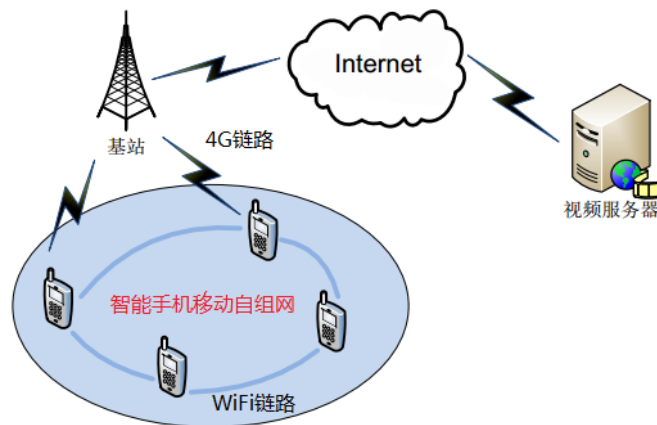 Internet
基站
4G链路
视频服务器
智能手机移动自组网
WiFi链路